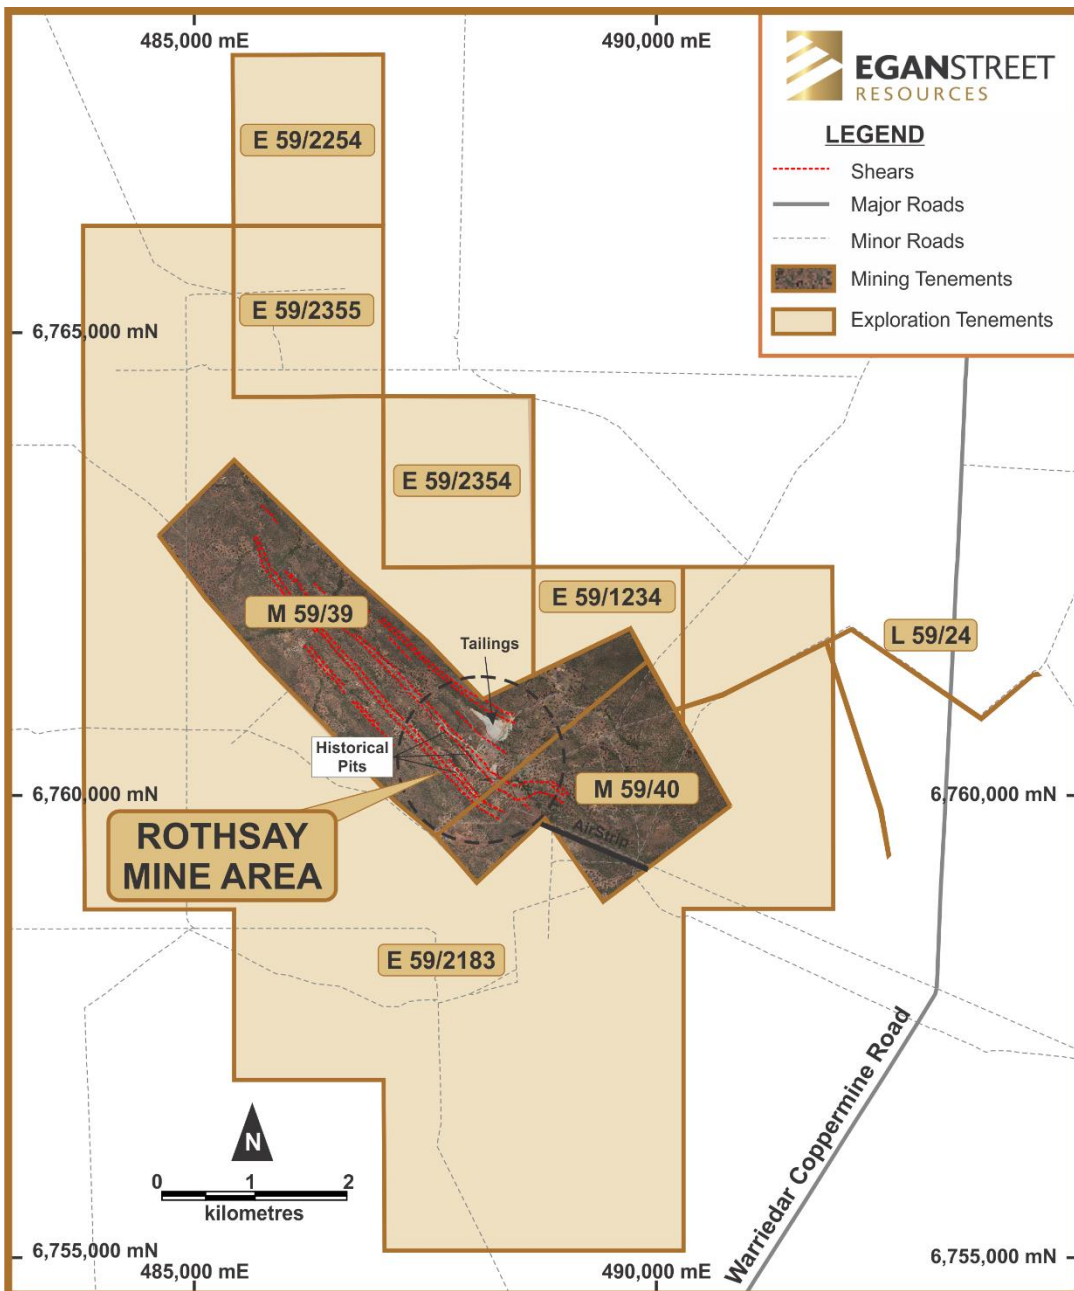 485,000 mE
490,000 mE
EGANSTREET
RESOURCES
LEGEND
Shears
Major Roads
Minor Roads
Mining Tenements
Exploration Tenements
E 59/2254
E 59/2355
6,765,000 mN
E 59/2354
E 59/1234
M 59/39
L 59/24
Tailings
Historical
Pits
M 59/40
6,760,000 mN
6,760,000 mN
AirStrip
ROTHSAY
MINE AREA
E 59/2183
Warriedar Coppermine Road
N
0 1 2
kilometres
6,755,000 mN
6,755,000 mN
485,000 mE
490,000 mE